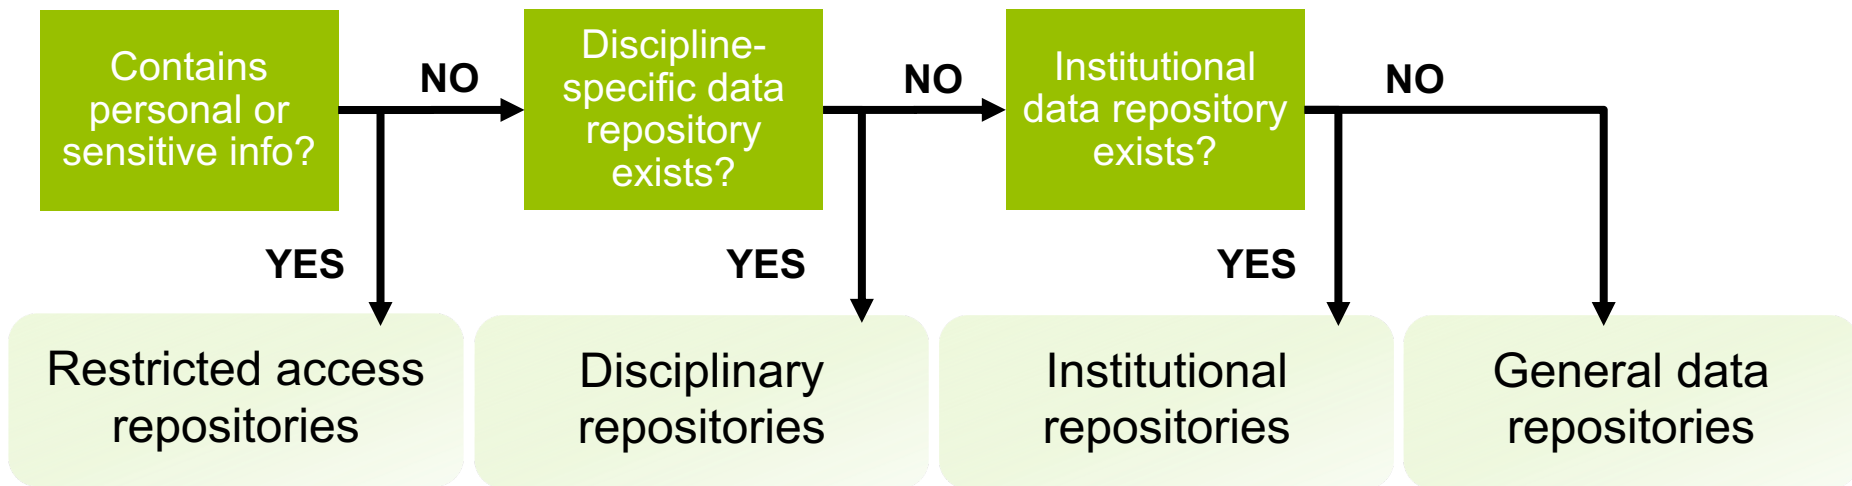 Contains
personal or
sensitive info?
NO
Discipline-
specific data
repository
exists?
NO
Institutional
data repository
exists?
NO
YES
YES
YES
Restricted access
repositories
Disciplinary
repositories
Institutional
repositories
General data
repositories